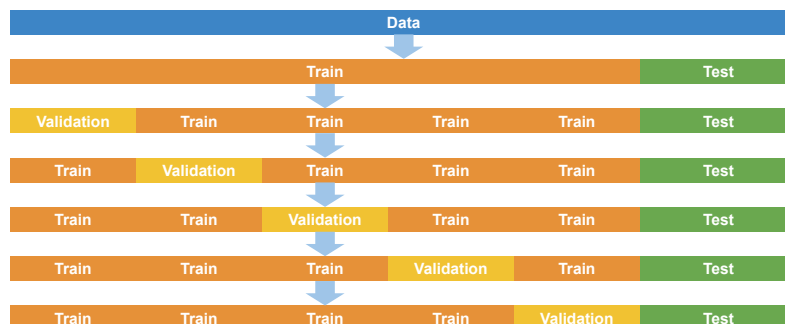 Data
Train Test
Validation Train Train Train Train Test
Train Validation Train Train Train Test
Train Train Validation Train Train Test
Train Train Train Validation Train Test
Train Train Train Train Validation Test